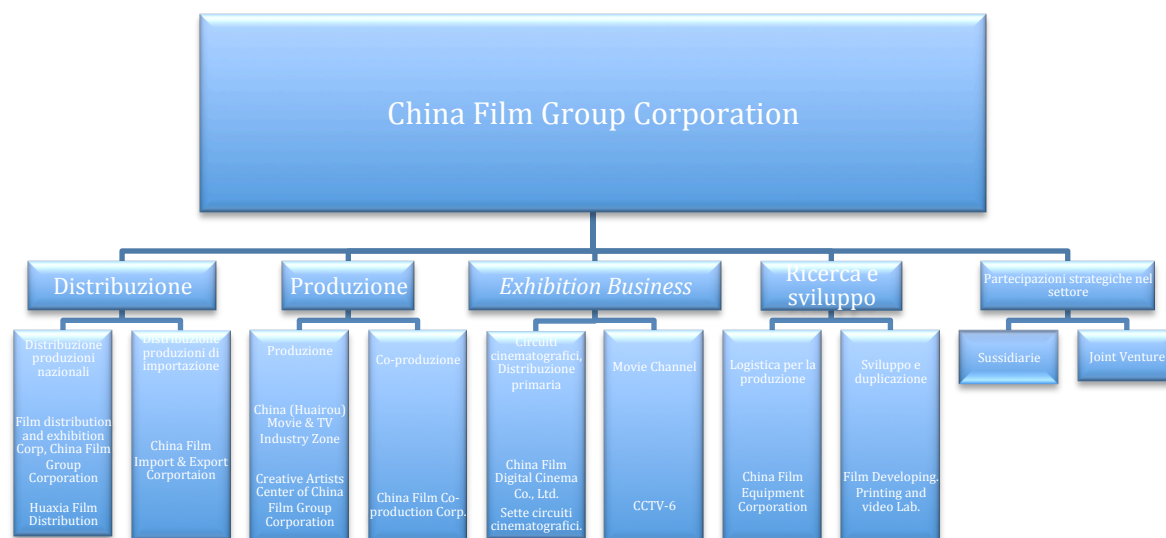 China Film Group Corporation
Distribuzione
Produzione
Exhibition Business
Ricerca e
sviluppo
Partecipazioni strategiche nel
settore
Distribuzione
produzioni
nazionali
Film distribution
and exhibition
Corp, China Film
Group
Corporation
Huaxia Film
Distribution
Distribuzione
produzioni di
importazione
China Film
Import & Export
Corportaion
Produzione
China (Huairou)
Movie & TV
Industry Zone
Creative Artists
Center of China
Film Group
Corporation
Co-produzione
China Film Co-
production Corp.
Circuiti
cinematografici,
Distribuzione
primaria
China Film
Digital Cinema
Co., Ltd.
Sette circuiti
cinematografici.
Movie Channel
CCTV-6
Logistica per la
produzione
China Film
Equipment
Corporation
Sviluppo e
duplicazione
Film Developing.
Printing and
video Lab.
Sussidiarie
Joint Venture